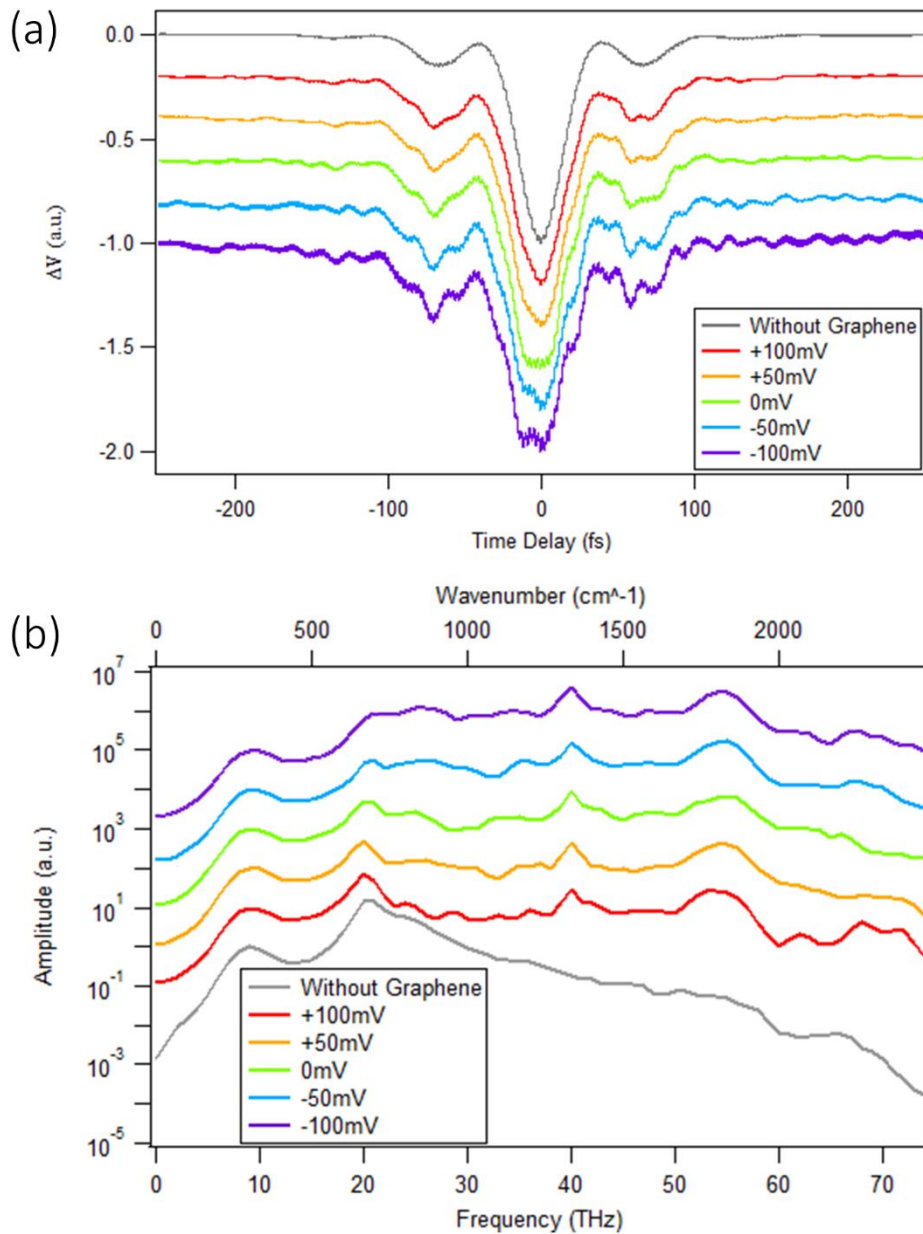 (a)
0.0
-0.5
-1.0
-1.5
-2.0
ΔV (a.u.)
Without Graphene
+100mV
+50mV
0mV
-50mV
-100mV
-200 -100 0 100 200
Time Delay (fs)
(b)
Wavenumber (cm^-1)
0 500 1000 1500 2000
10^7
10^5
10^3
10^1
10^-1
10^-3
10^-5
Amplitude (a.u.)
Without Graphene
+100mV
+50mV
0mV
-50mV
-100mV
0 10 20 30 40 50 60 70
Frequency (THz)